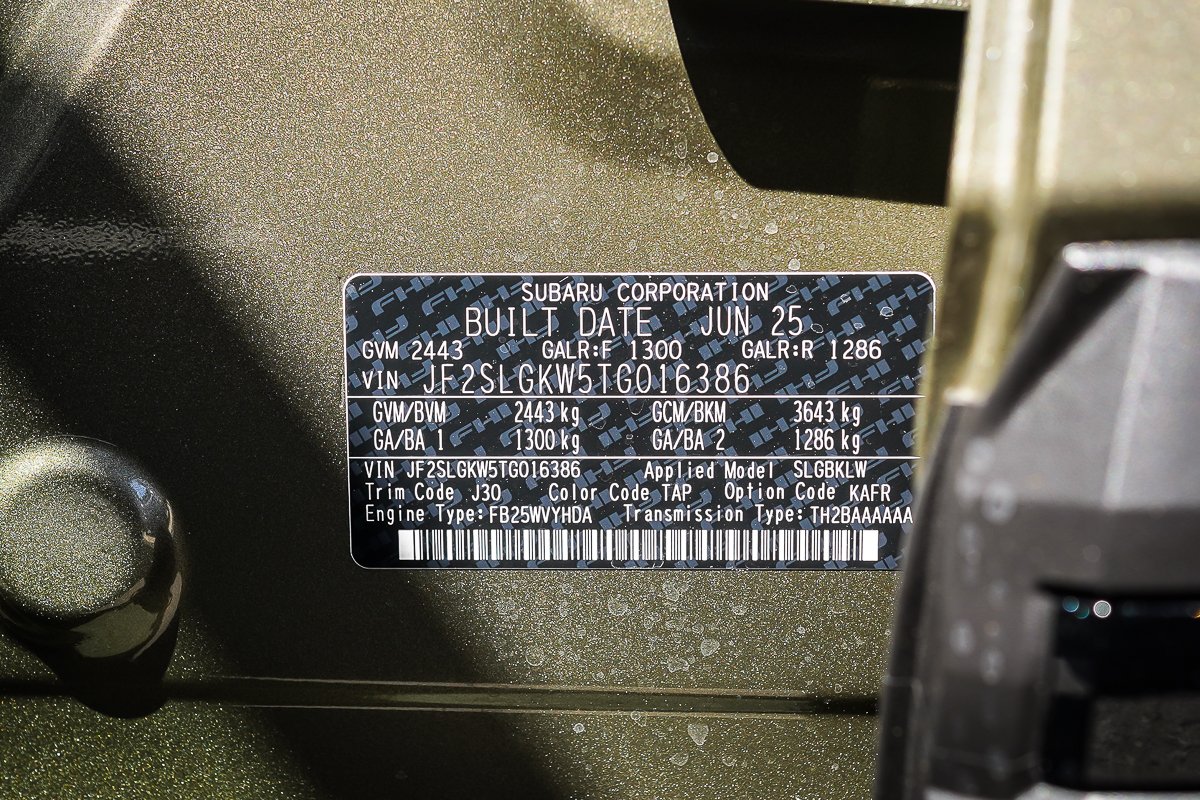 SUBARU CORPORATION
BUILT DATE JUN 25
GVM 2443 GALR:F 1300 GALR:R 1286
VIN JF2SLGKW5TG016386
GVM/BVM 2443 kg GCM/BKM 3643 kg
GA/BA 1 1300 kg GA/BA 2 1286 kg
VIN JF2SLGKW5TG016386 Applied Model SLGBKLW
Trim Code J30 Color Code TAP Option Code KAFR
Engine Type:FB25WVYHDA Transmission Type:TH2BAAAAAA